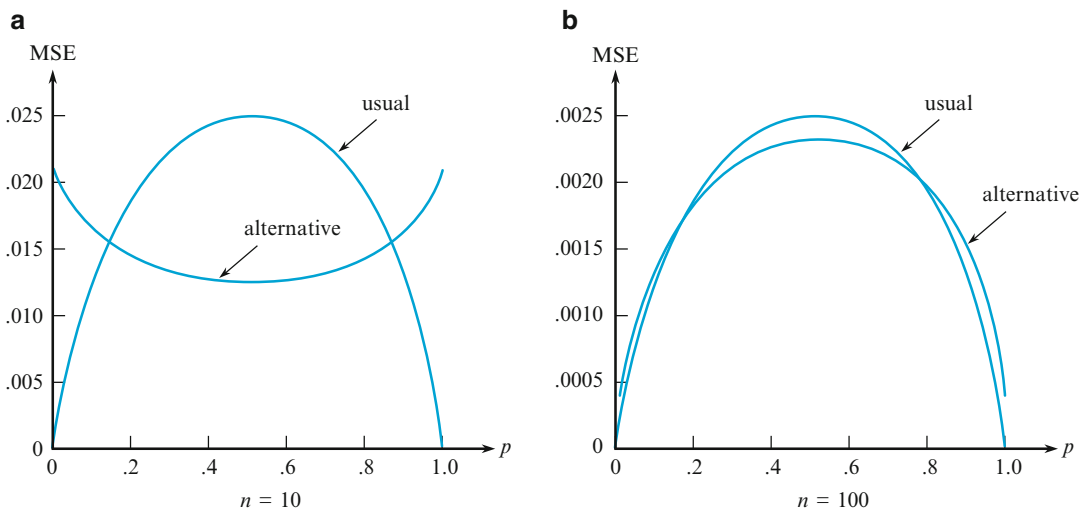 a
MSE
.025
.020
.015
.010
.005
0
0 .2 .4 .6 .8 1.0 p
usual
alternative
n = 10
b
MSE
.0025
.0020
.0015
.0010
.0005
0
0 .2 .4 .6 .8 1.0 p
usual
alternative
n = 100